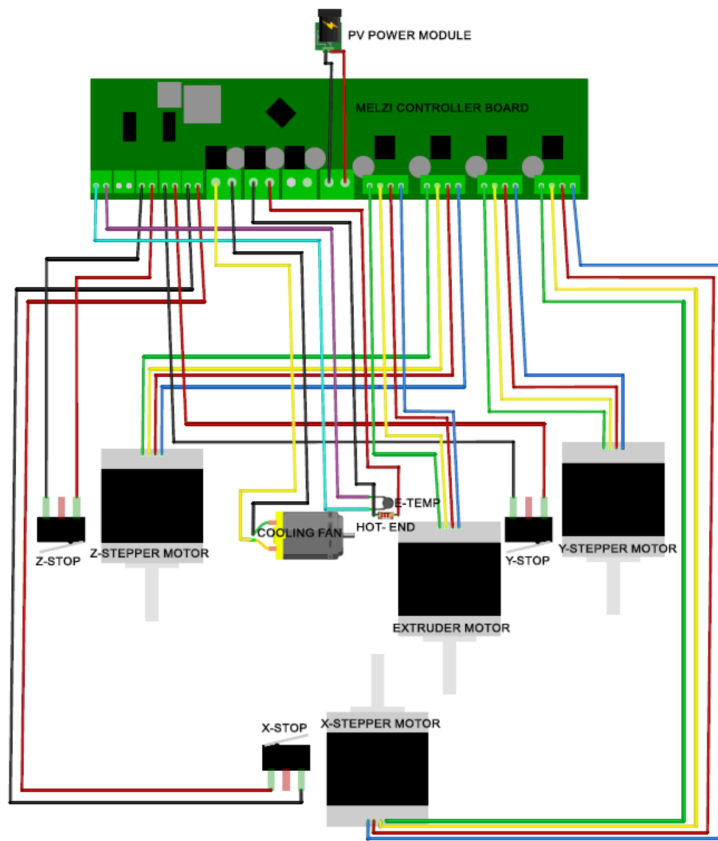 PV POWER MODULE
MELZI CONTROLLER BOARD
E-TEMP
HOT- END
COOLING FAN
Z-STOP
Z-STEPPER MOTOR
Y-STOP
Y-STEPPER MOTOR
EXTRUDER MOTOR
X-STOP
X-STEPPER MOTOR